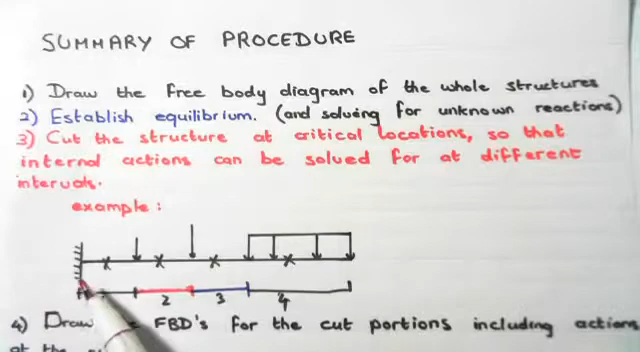 SUMMARY OF PROCEDURE
1) Draw the free body diagram of the whole structures
2) Establish equilibrium. (and solving for unknown reactions)
3) Cut the structure at critical locations, so that
internal actions can be solved for at different
intervals.
example:
2 3 4
4) Draw FBD's for the cut portions including actions
at the